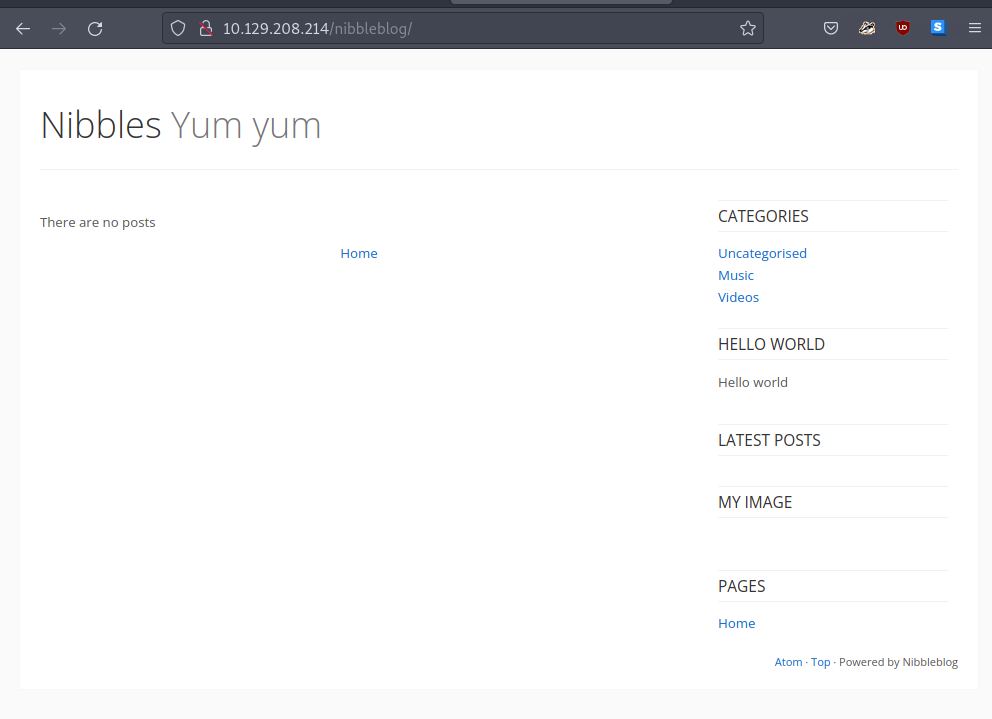 10.129.208.214/nibbleblog/
Nibbles Yum yum
There are no posts
Home
CATEGORIES
Uncategorised
Music
Videos
HELLO WORLD
Hello world
LATEST POSTS
MY IMAGE
PAGES
Home
Atom · Top · Powered by Nibbleblog